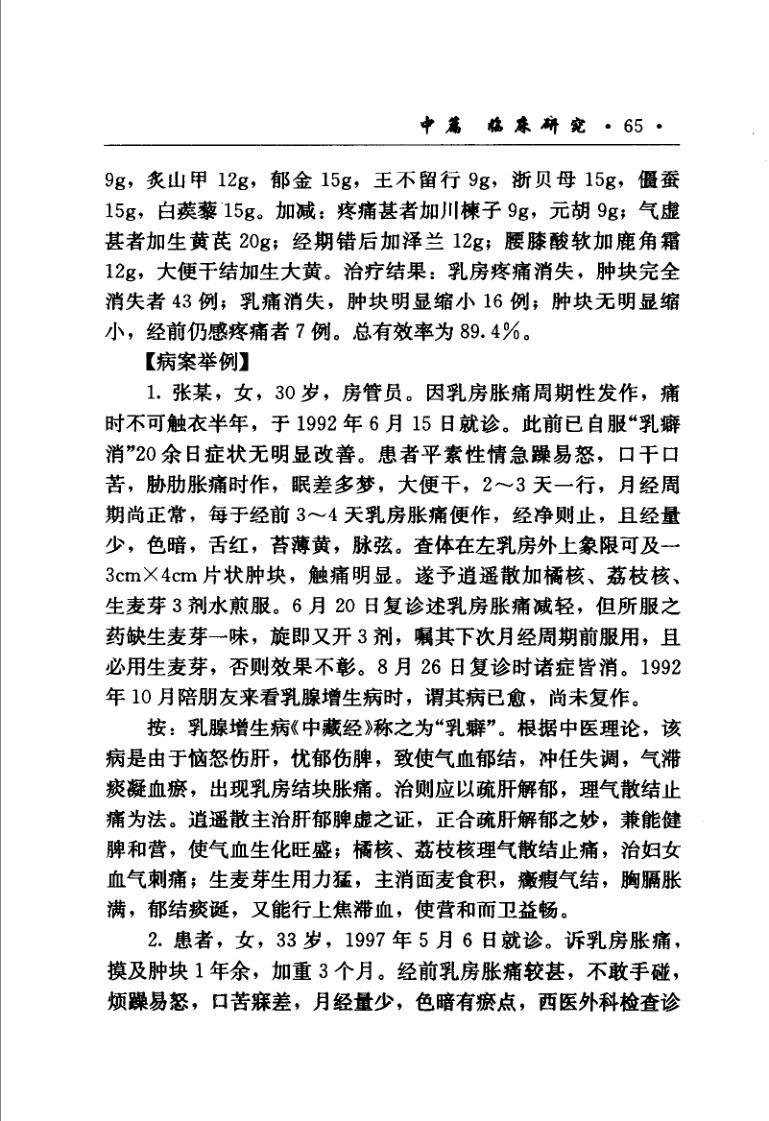 中篇 临床研究 · 65 ·
9g，炙山甲 12g，郁金 15g，王不留行 9g，浙贝母 15g，僵蚕
15g，白蒺藜 15g。加减：疼痛甚者加川楝子 9g，元胡 9g；气虚
甚者加生黄芪 20g；经期错后加泽兰 12g；腰膝酸软加鹿角霜
12g，大便干结加生大黄。治疗结果：乳房疼痛消失，肿块完全
消失者 43 例；乳痛消失，肿块明显缩小 16 例；肿块无明显缩
小，经前仍感疼痛者 7 例。总有效率为 89.4%。
【病案举例】
1. 张某，女，30 岁，房管员。因乳房胀痛周期性发作，痛
时不可触衣半年，于 1992 年 6 月 15 日就诊。此前已自服“乳癖
消”20 余日症状无明显改善。患者平素性情急躁易怒，口干口
苦，胁肋胀痛时作，眠差多梦，大便干，2～3 天一行，月经周
期尚正常，每于经前 3～4 天乳房胀痛便作，经净则止，且经量
少，色暗，舌红，苔薄黄，脉弦。查体在左乳房外上象限可及一
3cm×4cm 片状肿块，触痛明显。遂予逍遥散加橘核、荔枝核、
生麦芽 3 剂水煎服。6 月 20 日复诊述乳房胀痛减轻，但所服之
药缺生麦芽一味，旋即又开 3 剂，嘱其下次月经周期前服用，且
必用生麦芽，否则效果不彰。8 月 26 日复诊时诸症皆消。1992
年 10 月陪朋友来看乳腺增生病时，谓其病已愈，尚未复作。
按：乳腺增生病《中藏经》称之为“乳癖”。根据中医理论，该
病是由于恼怒伤肝，忧郁伤脾，致使气血郁结，冲任失调，气滞
痰凝血瘀，出现乳房结块胀痛。治则应以疏肝解郁，理气散结止
痛为法。逍遥散主治肝郁脾虚之证，正合疏肝解郁之妙，兼能健
脾和营，使气血生化旺盛；橘核、荔枝核理气散结止痛，治妇女
血气刺痛；生麦芽生用力猛，主消面麦食积，癥瘕气结，胸膈胀
满，郁结痰诞，又能行上焦滞血，使营和而卫益畅。
2. 患者，女，33 岁，1997 年 5 月 6 日就诊。诉乳房胀痛，
摸及肿块 1 年余，加重 3 个月。经前乳房胀痛较甚，不敢手碰，
烦躁易怒，口苦寐差，月经量少，色暗有瘀点，西医外科检查诊